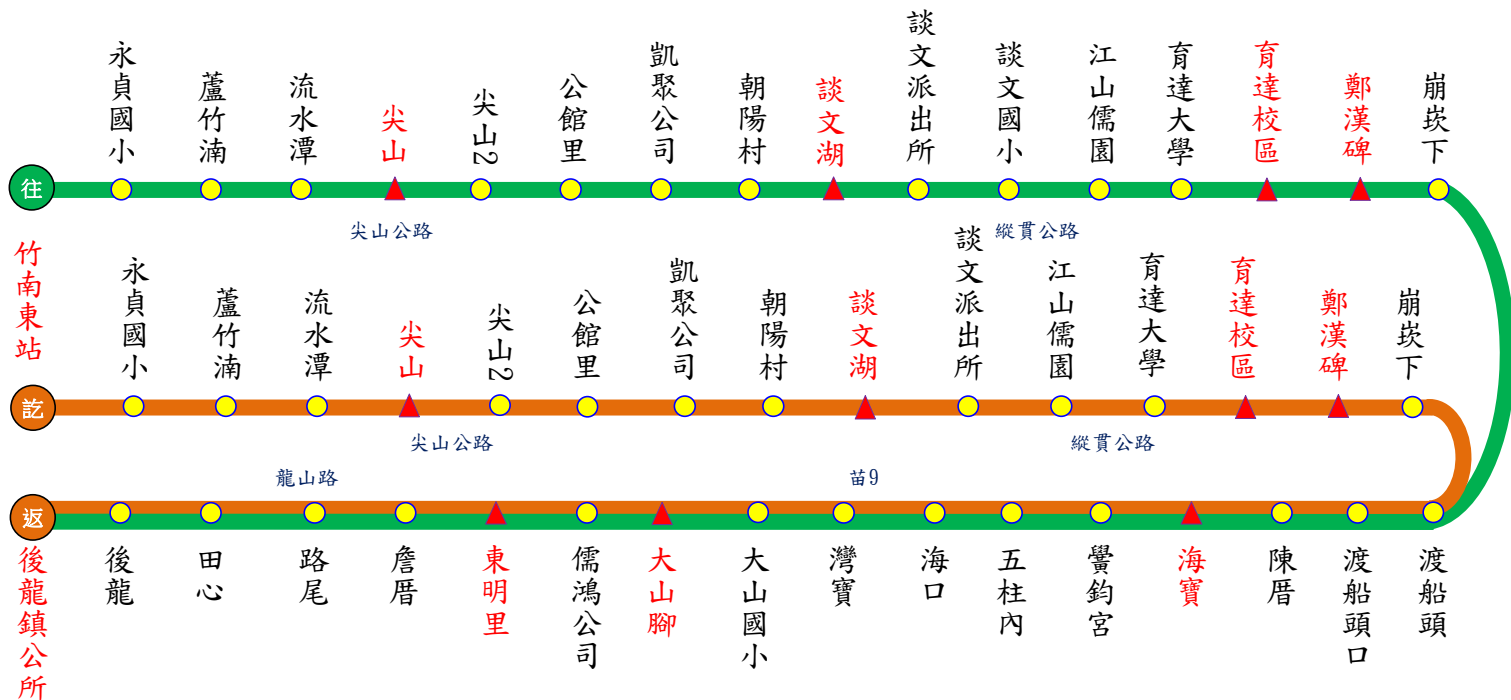 永貞國小
蘆竹湳
流水潭
尖山
尖山2
公館里
凱聚公司
朝陽村
談文湖
談文派出所
談文國小
江山儒園
育達大學
育達校區
鄭漢碑
崩崁下
往
尖山公路
縱貫公路
竹南東站
永貞國小
蘆竹湳
流水潭
尖山
尖山2
公館里
凱聚公司
朝陽村
談文湖
談文派出所
江山儒園
育達大學
育達校區
鄭漢碑
崩崁下
訖
尖山公路
縱貫公路
龍山路
苗9
返
後龍鎮公所
後龍
田心
路尾
詹厝
東明里
儒鴻公司
大山腳
大山國小
灣寶
海口
五柱內
黌鈞宮
海寶
陳厝
渡船頭口
渡船頭